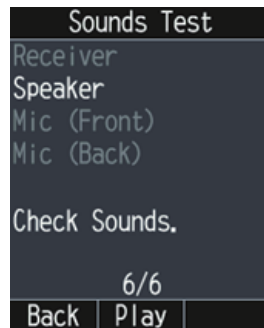 Sounds Test
Receiver
Speaker
Mic (Front)
Mic (Back)
Check Sounds.
6/6
Back Play